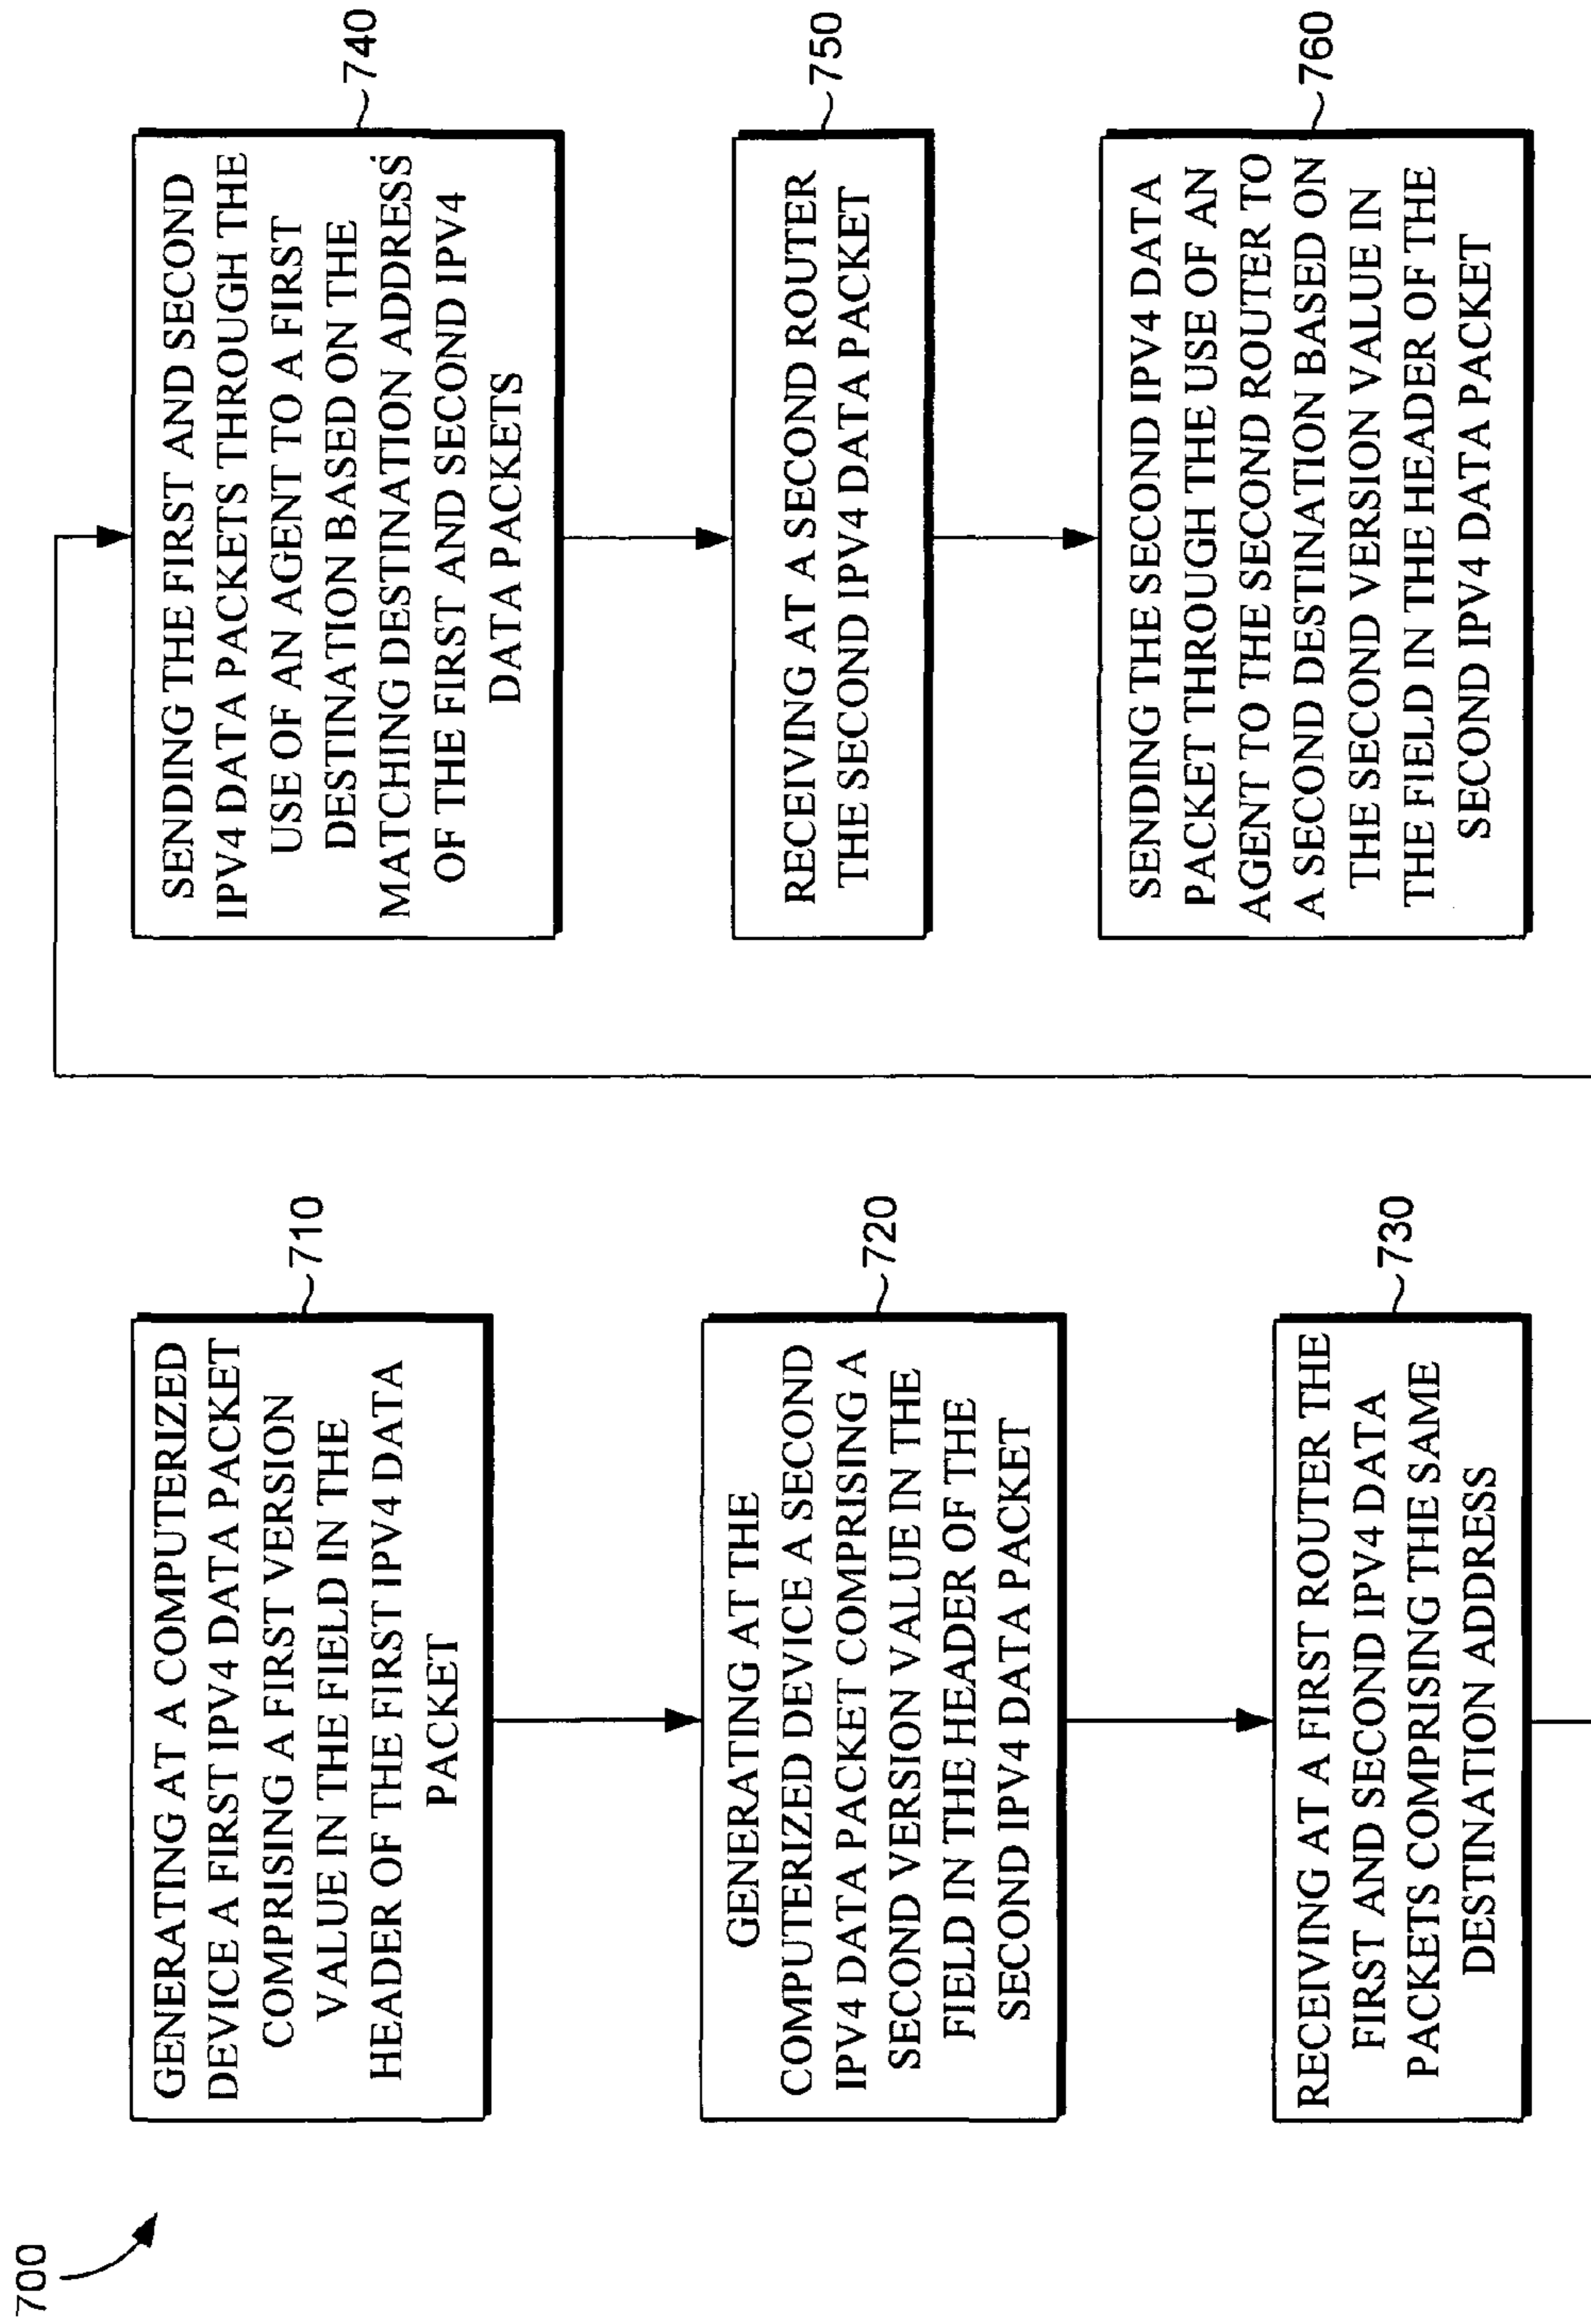 700
GENERATING AT A COMPUTERIZED
DEVICE A FIRST IPV4 DATA PACKET
COMPRISING A FIRST VERSION
VALUE IN THE FIELD IN THE
HEADER OF THE FIRST IPV4 DATA
PACKET
710
GENERATING AT THE
COMPUTERIZED DEVICE A SECOND
IPV4 DATA PACKET COMPRISING A
SECOND VERSION VALUE IN THE
FIELD IN THE HEADER OF THE
SECOND IPV4 DATA PACKET
720
RECEIVING AT A FIRST ROUTER THE
FIRST AND SECOND IPV4 DATA
PACKETS COMPRISING THE SAME
DESTINATION ADDRESS
730
SENDING THE FIRST AND SECOND
IPV4 DATA PACKETS THROUGH THE
USE OF AN AGENT TO A FIRST
DESTINATION BASED ON THE
MATCHING DESTINATION ADDRESS
OF THE FIRST AND SECOND IPV4
DATA PACKETS
740
RECEIVING AT A SECOND ROUTER
THE SECOND IPV4 DATA PACKET
750
SENDING THE SECOND IPV4 DATA
PACKET THROUGH THE USE OF AN
AGENT TO THE SECOND ROUTER TO
A SECOND DESTINATION BASED ON
THE SECOND VERSION VALUE IN
THE FIELD IN THE HEADER OF THE
SECOND IPV4 DATA PACKET
760